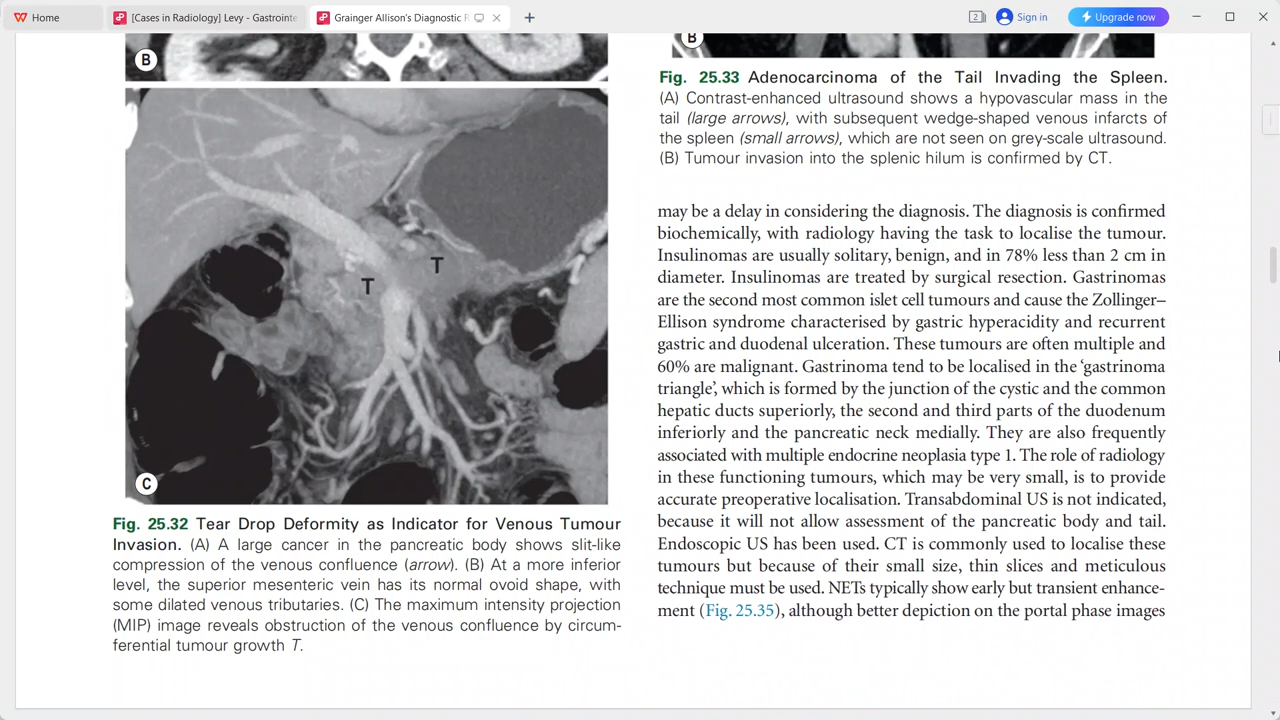 Home
[Cases in Radiology] Levy - Gastrointe
Grainger Allison's Diagnostic R
2
Sign in
Upgrade now
B
C
T
T
Fig. 25.32 Tear Drop Deformity as Indicator for Venous Tumour
Invasion. (A) A large cancer in the pancreatic body shows slit-like
compression of the venous confluence (arrow). (B) At a more inferior
level, the superior mesenteric vein has its normal ovoid shape, with
some dilated venous tributaries. (C) The maximum intensity projection
(MIP) image reveals obstruction of the venous confluence by circum-
ferential tumour growth T.
B
Fig. 25.33 Adenocarcinoma of the Tail Invading the Spleen.
(A) Contrast-enhanced ultrasound shows a hypovascular mass in the
tail (large arrows), with subsequent wedge-shaped venous infarcts of
the spleen (small arrows), which are not seen on grey-scale ultrasound.
(B) Tumour invasion into the splenic hilum is confirmed by CT.
may be a delay in considering the diagnosis. The diagnosis is confirmed
biochemically, with radiology having the task to localise the tumour.
Insulinomas are usually solitary, benign, and in 78% less than 2 cm in
diameter. Insulinomas are treated by surgical resection. Gastrinomas
are the second most common islet cell tumours and cause the Zollinger–
Ellison syndrome characterised by gastric hyperacidity and recurrent
gastric and duodenal ulceration. These tumours are often multiple and
60% are malignant. Gastrinoma tend to be localised in the ‘gastrinoma
triangle’, which is formed by the junction of the cystic and the common
hepatic ducts superiorly, the second and third parts of the duodenum
inferiorly and the pancreatic neck medially. They are also frequently
associated with multiple endocrine neoplasia type 1. The role of radiology
in these functioning tumours, which may be very small, is to provide
accurate preoperative localisation. Transabdominal US is not indicated,
because it will not allow assessment of the pancreatic body and tail.
Endoscopic US has been used. CT is commonly used to localise these
tumours but because of their small size, thin slices and meticulous
technique must be used. NETs typically show early but transient enhance-
ment (Fig. 25.35), although better depiction on the portal phase images